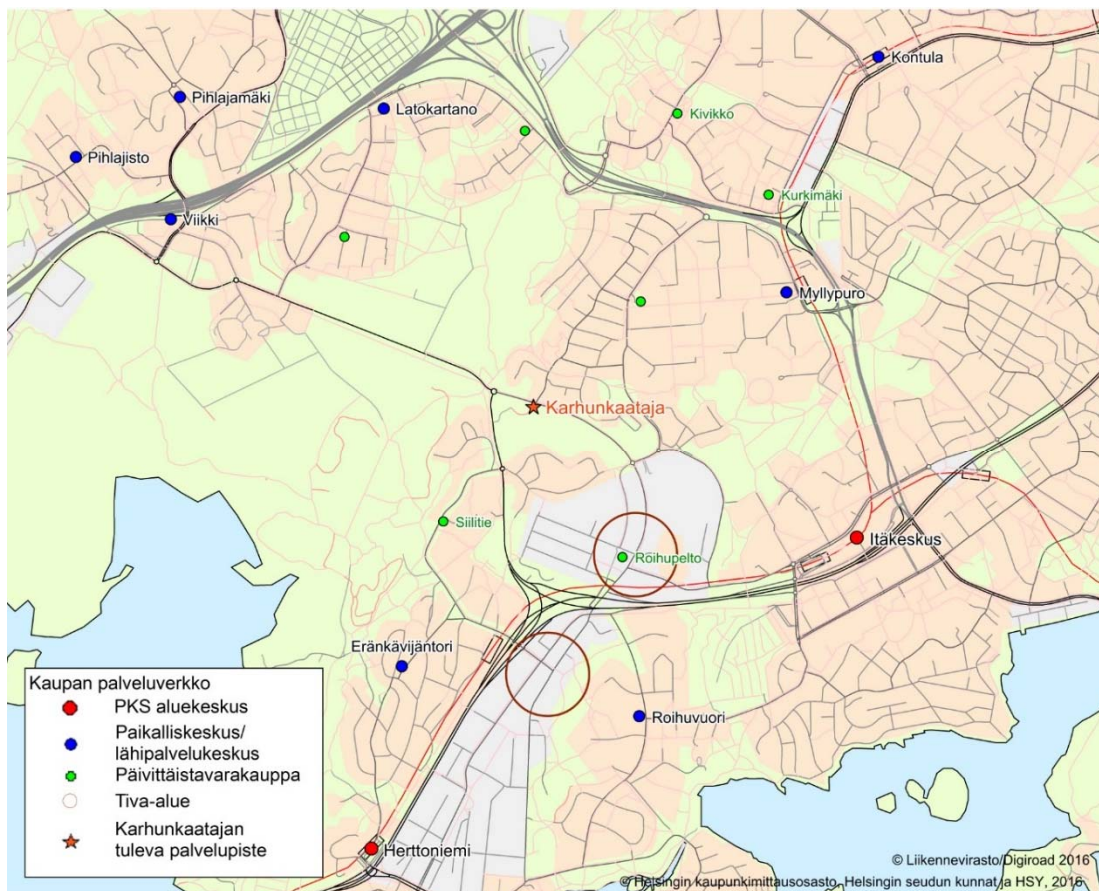 Kontula
Pihlajamäki
Latokartano
Kivikko
Pihlajisto
Kurkimäki
Viikki
Myllypuro
Karhunkaataja
Siilitie
Itäkeskus
Roihupelto
Eränkävijäntori
Roihuvuori
Herttoniemi
Kaupan palveluverkko
PKS aluekeskus
Paikalliskeskus/
lähipalvelukeskus
Päivittäistavarakauppa
Tiva-alue
Karhunkaatajan
tuleva palvelupiste
© Liikennevirasto/Digiroad 2016
© Helsingin kaupunkimittausosasto, Helsingin seudun kunnat ja HSY, 2016